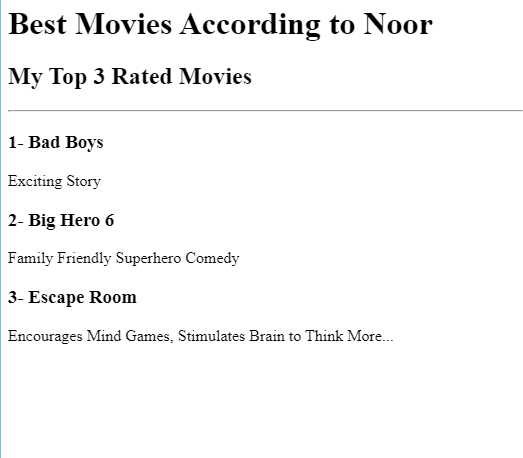 Best Movies According to Noor
My Top 3 Rated Movies
1- Bad Boys
Exciting Story
2- Big Hero 6
Family Friendly Superhero Comedy
3- Escape Room
Encourages Mind Games, Stimulates Brain to Think More...